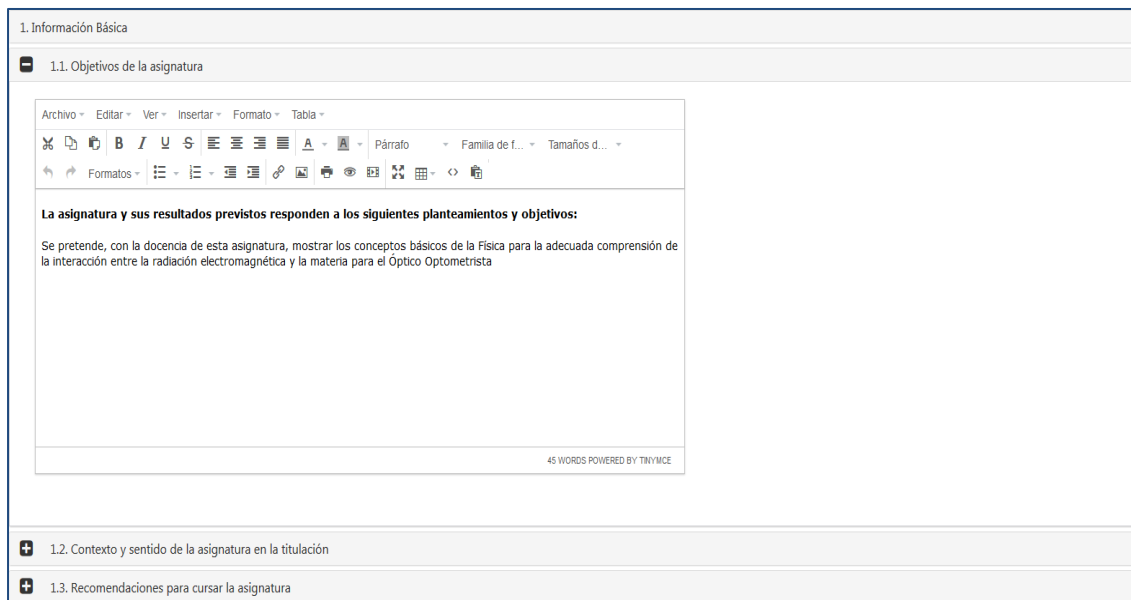 1. Información Básica
1.1. Objetivos de la asignatura
Archivo Editar Ver Insertar Formato Tabla
B I U S A A Párrafo Familia de f... Tamaños d...
Formatos
La asignatura y sus resultados previstos responden a los siguientes planteamientos y objetivos:
Se pretende, con la docencia de esta asignatura, mostrar los conceptos básicos de la Física para la adecuada comprensión de
la interacción entre la radiación electromagnética y la materia para el Óptico Optometrista
45 WORDS POWERED BY TINYMCE
1.2. Contexto y sentido de la asignatura en la titulación
1.3. Recomendaciones para cursar la asignatura